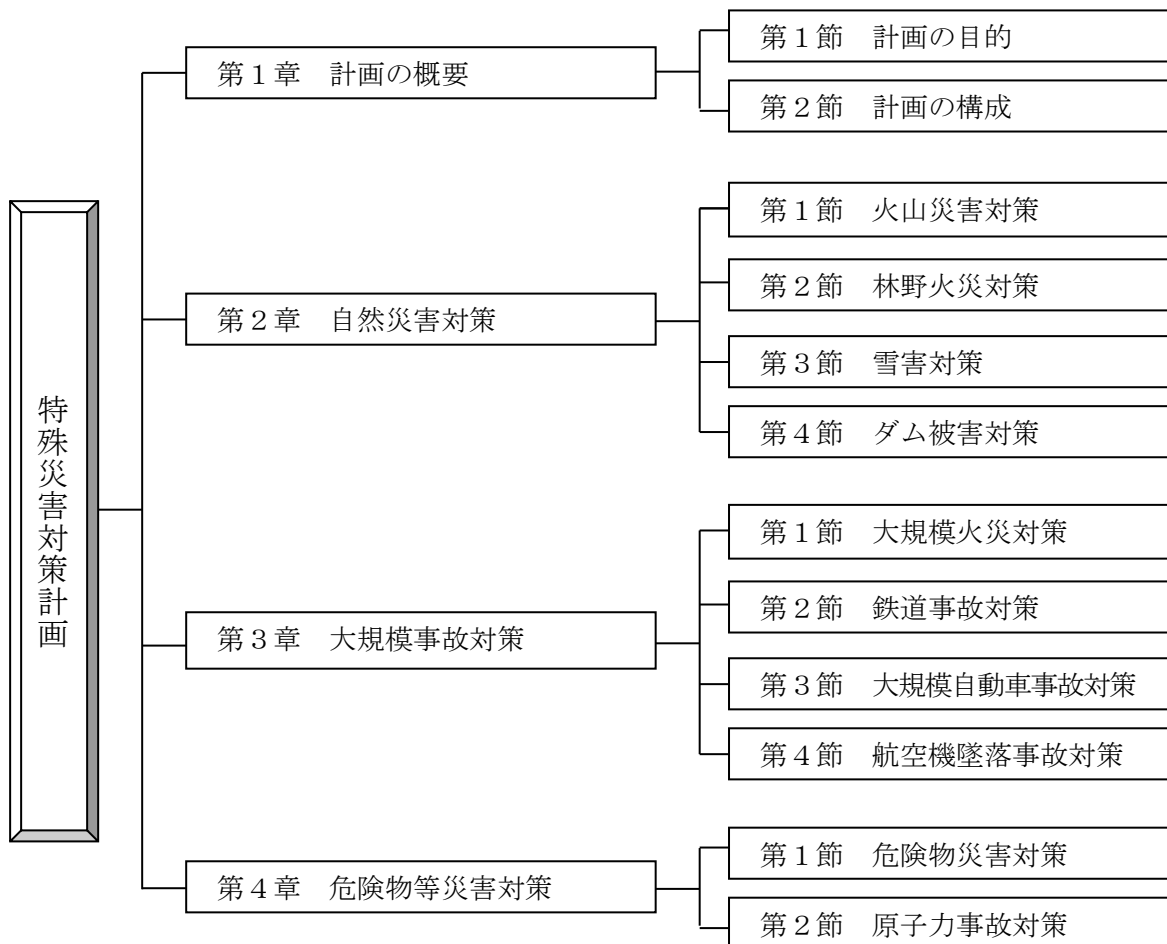 特殊災害対策計画
第１章　計画の概要
第１節　計画の目的
第２節　計画の構成
第２章　自然災害対策
第１節　火山災害対策
第２節　林野火災対策
第３節　雪害対策
第４節　ダム被害対策
第３章　大規模事故対策
第１節　大規模火災対策
第２節　鉄道事故対策
第３節　大規模自動車事故対策
第４節　航空機墜落事故対策
第４章　危険物等災害対策
第１節　危険物災害対策
第２節　原子力事故対策